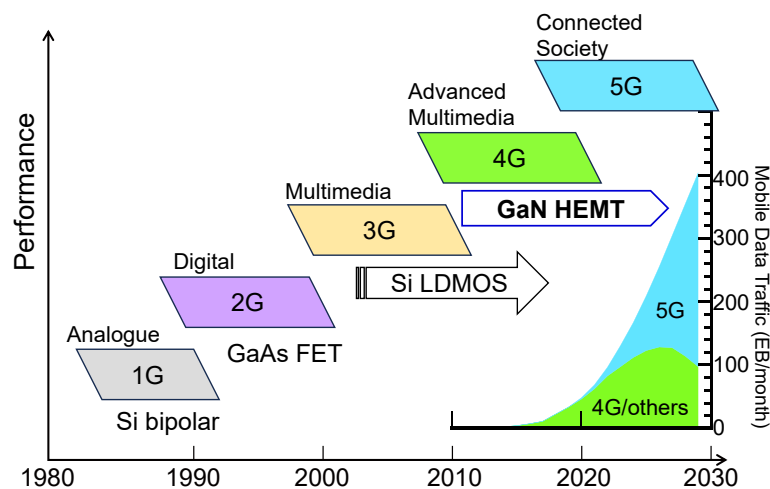 Connected
Society
5G
Advanced
Multimedia
4G
GaN HEMT
Multimedia
3G
Si LDMOS
Digital
2G
GaAs FET
Analogue
1G
Si bipolar
Performance
5G
4G/others
400
300
200
100
0
Mobile Data Traffic (EB/month)
1980
1990
2000
2010
2020
2030